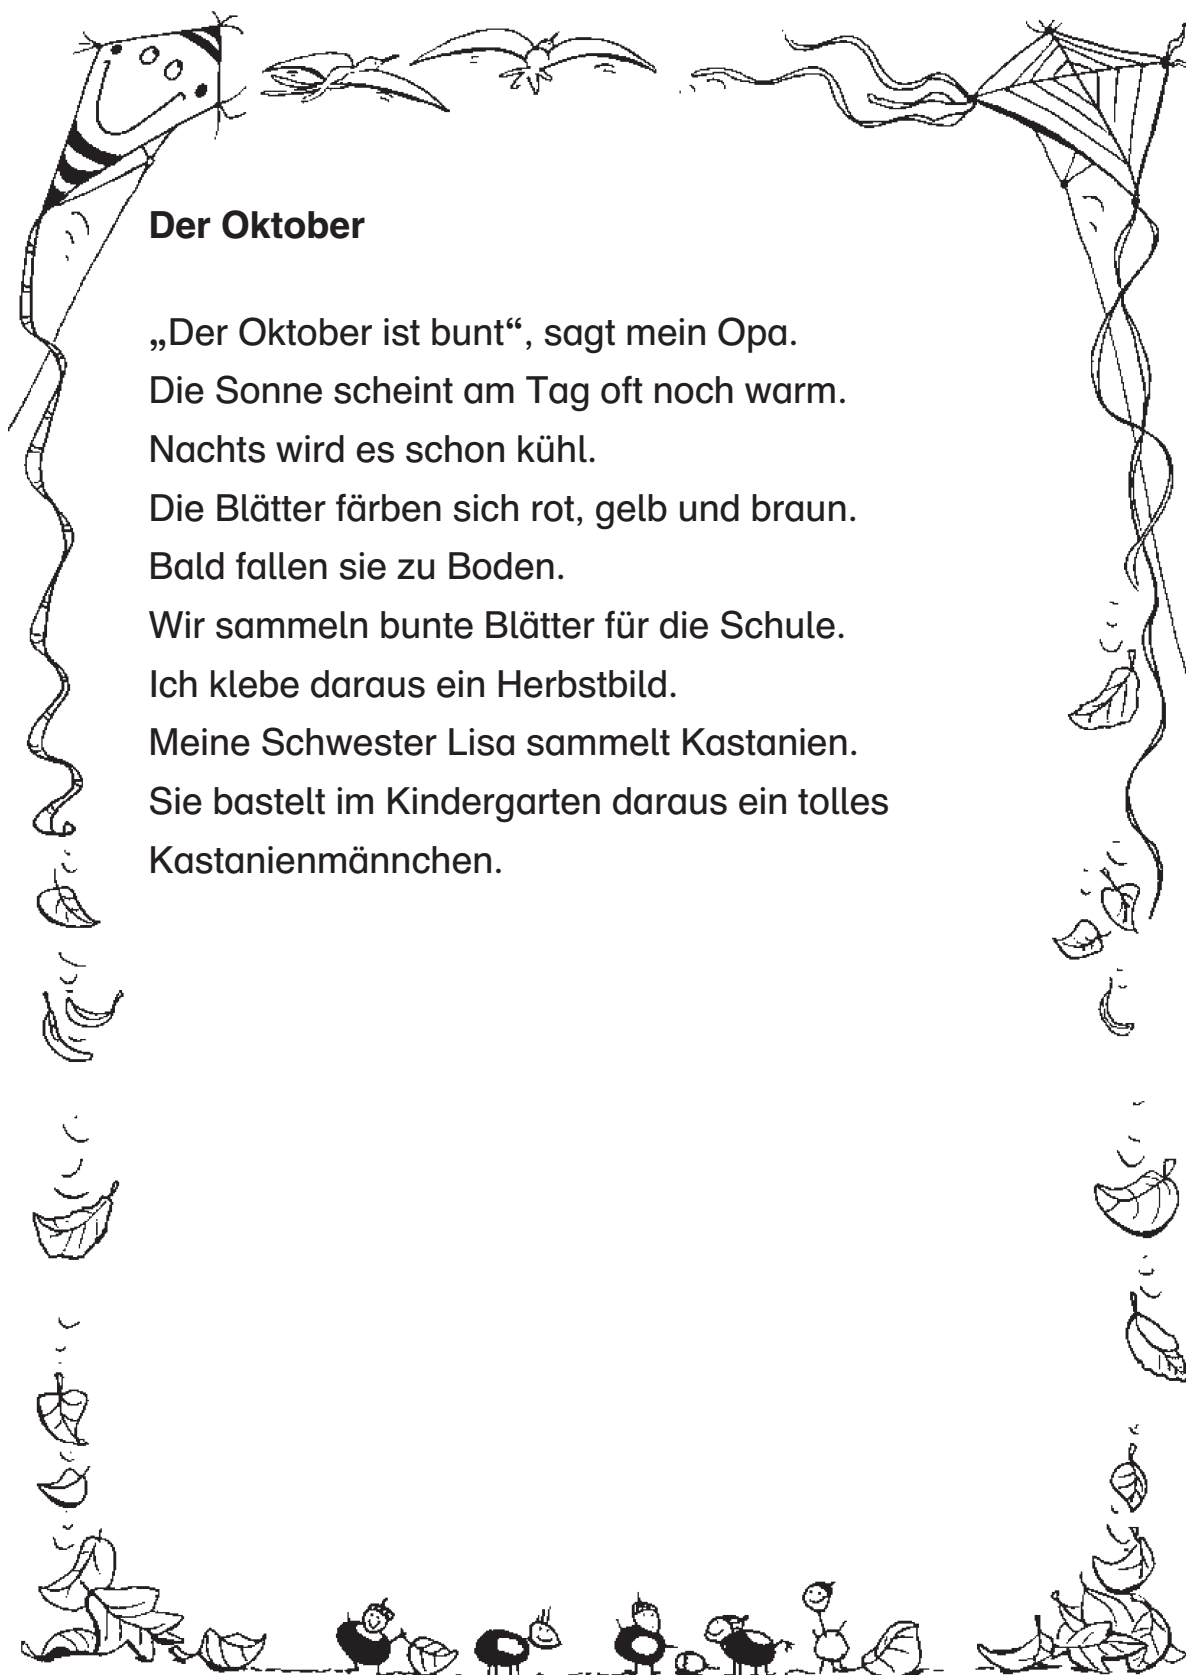 Der Oktober
„Der Oktober ist bunt“, sagt mein Opa.
Die Sonne scheint am Tag oft noch warm.
Nachts wird es schon kühl.
Die Blätter färben sich rot, gelb und braun.
Bald fallen sie zu Boden.
Wir sammeln bunte Blätter für die Schule.
Ich klebe daraus ein Herbstbild.
Meine Schwester Lisa sammelt Kastanien.
Sie bastelt im Kindergarten daraus ein tolles
Kastanienmännchen.